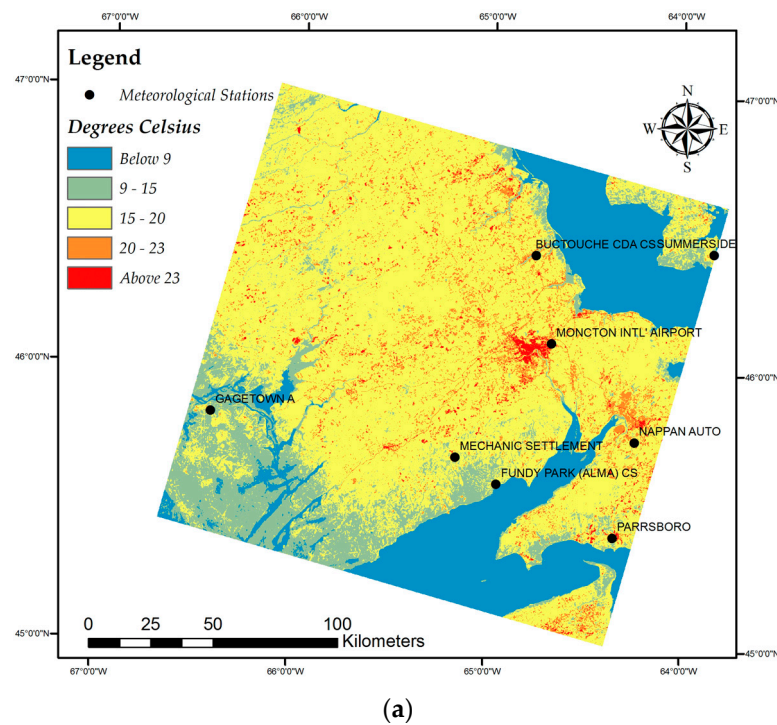 67°0'0"W
66°0'0"W
65°0'0"W
64°0'0"W
Legend
Meteorological Stations
Degrees Celsius
Below 9
9 - 15
15 - 20
20 - 23
Above 23
N
W
E
S
47°0'0"N
47°0'0"N
BUCTOUCHE CDA CS
SUMMERSIDE
MONCTON INTL' AIRPORT
46°0'0"N
46°0'0"N
GAGETOWN A
NAPPAN AUTO
MECHANIC SETTLEMENT
FUNDY PARK (ALMA) CS
PARRSBORO
0 25 50 100
Kilometers
45°0'0"N
45°0'0"N
67°0'0"W
66°0'0"W
65°0'0"W
64°0'0"W
(a)